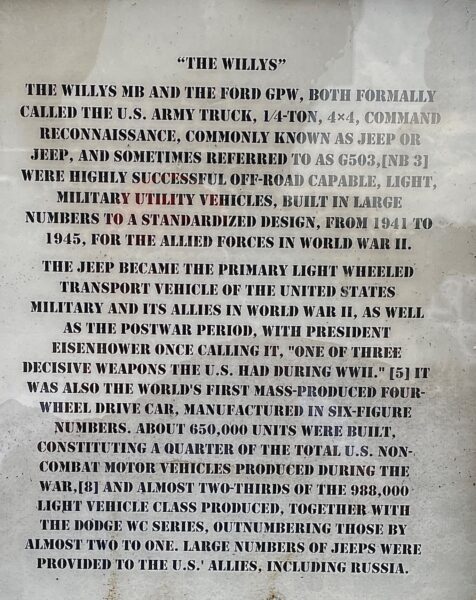 “THE WILLYS”
THE WILLYS MB AND THE FORD GPW, BOTH FORMALLY
CALLED THE U.S. ARMY TRUCK, 1⁄4-TON, 4×4, COMMAND
RECONNAISSANCE, COMMONLY KNOWN AS JEEP OR
JEEP, AND SOMETIMES REFERRED TO AS G503,[NB 3]
WERE HIGHLY SUCCESSFUL OFF-ROAD CAPABLE, LIGHT,
MILITARY UTILITY VEHICLES, BUILT IN LARGE
NUMBERS TO A STANDARDIZED DESIGN, FROM 1941 TO
1945, FOR THE ALLIED FORCES IN WORLD WAR II.
THE JEEP BECAME THE PRIMARY LIGHT WHEELED
TRANSPORT VEHICLE OF THE UNITED STATES
MILITARY AND ITS ALLIES IN WORLD WAR II, AS WELL
AS THE POSTWAR PERIOD, WITH PRESIDENT
EISENHOWER ONCE CALLING IT, "ONE OF THREE
DECISIVE WEAPONS THE U.S. HAD DURING WWII." [5] IT
WAS ALSO THE WORLD'S FIRST MASS-PRODUCED FOUR-
WHEEL DRIVE CAR, MANUFACTURED IN SIX-FIGURE
NUMBERS. ABOUT 650,000 UNITS WERE BUILT,
CONSTITUTING A QUARTER OF THE TOTAL U.S. NON-
COMBAT MOTOR VEHICLES PRODUCED DURING THE
WAR,[8] AND ALMOST TWO-THIRDS OF THE 988,000
LIGHT VEHICLE CLASS PRODUCED, TOGETHER WITH
THE DODGE WC SERIES, OUTNUMBERING THOSE BY
ALMOST TWO TO ONE. LARGE NUMBERS OF JEEPS WERE
PROVIDED TO THE U.S.' ALLIES, INCLUDING RUSSIA.